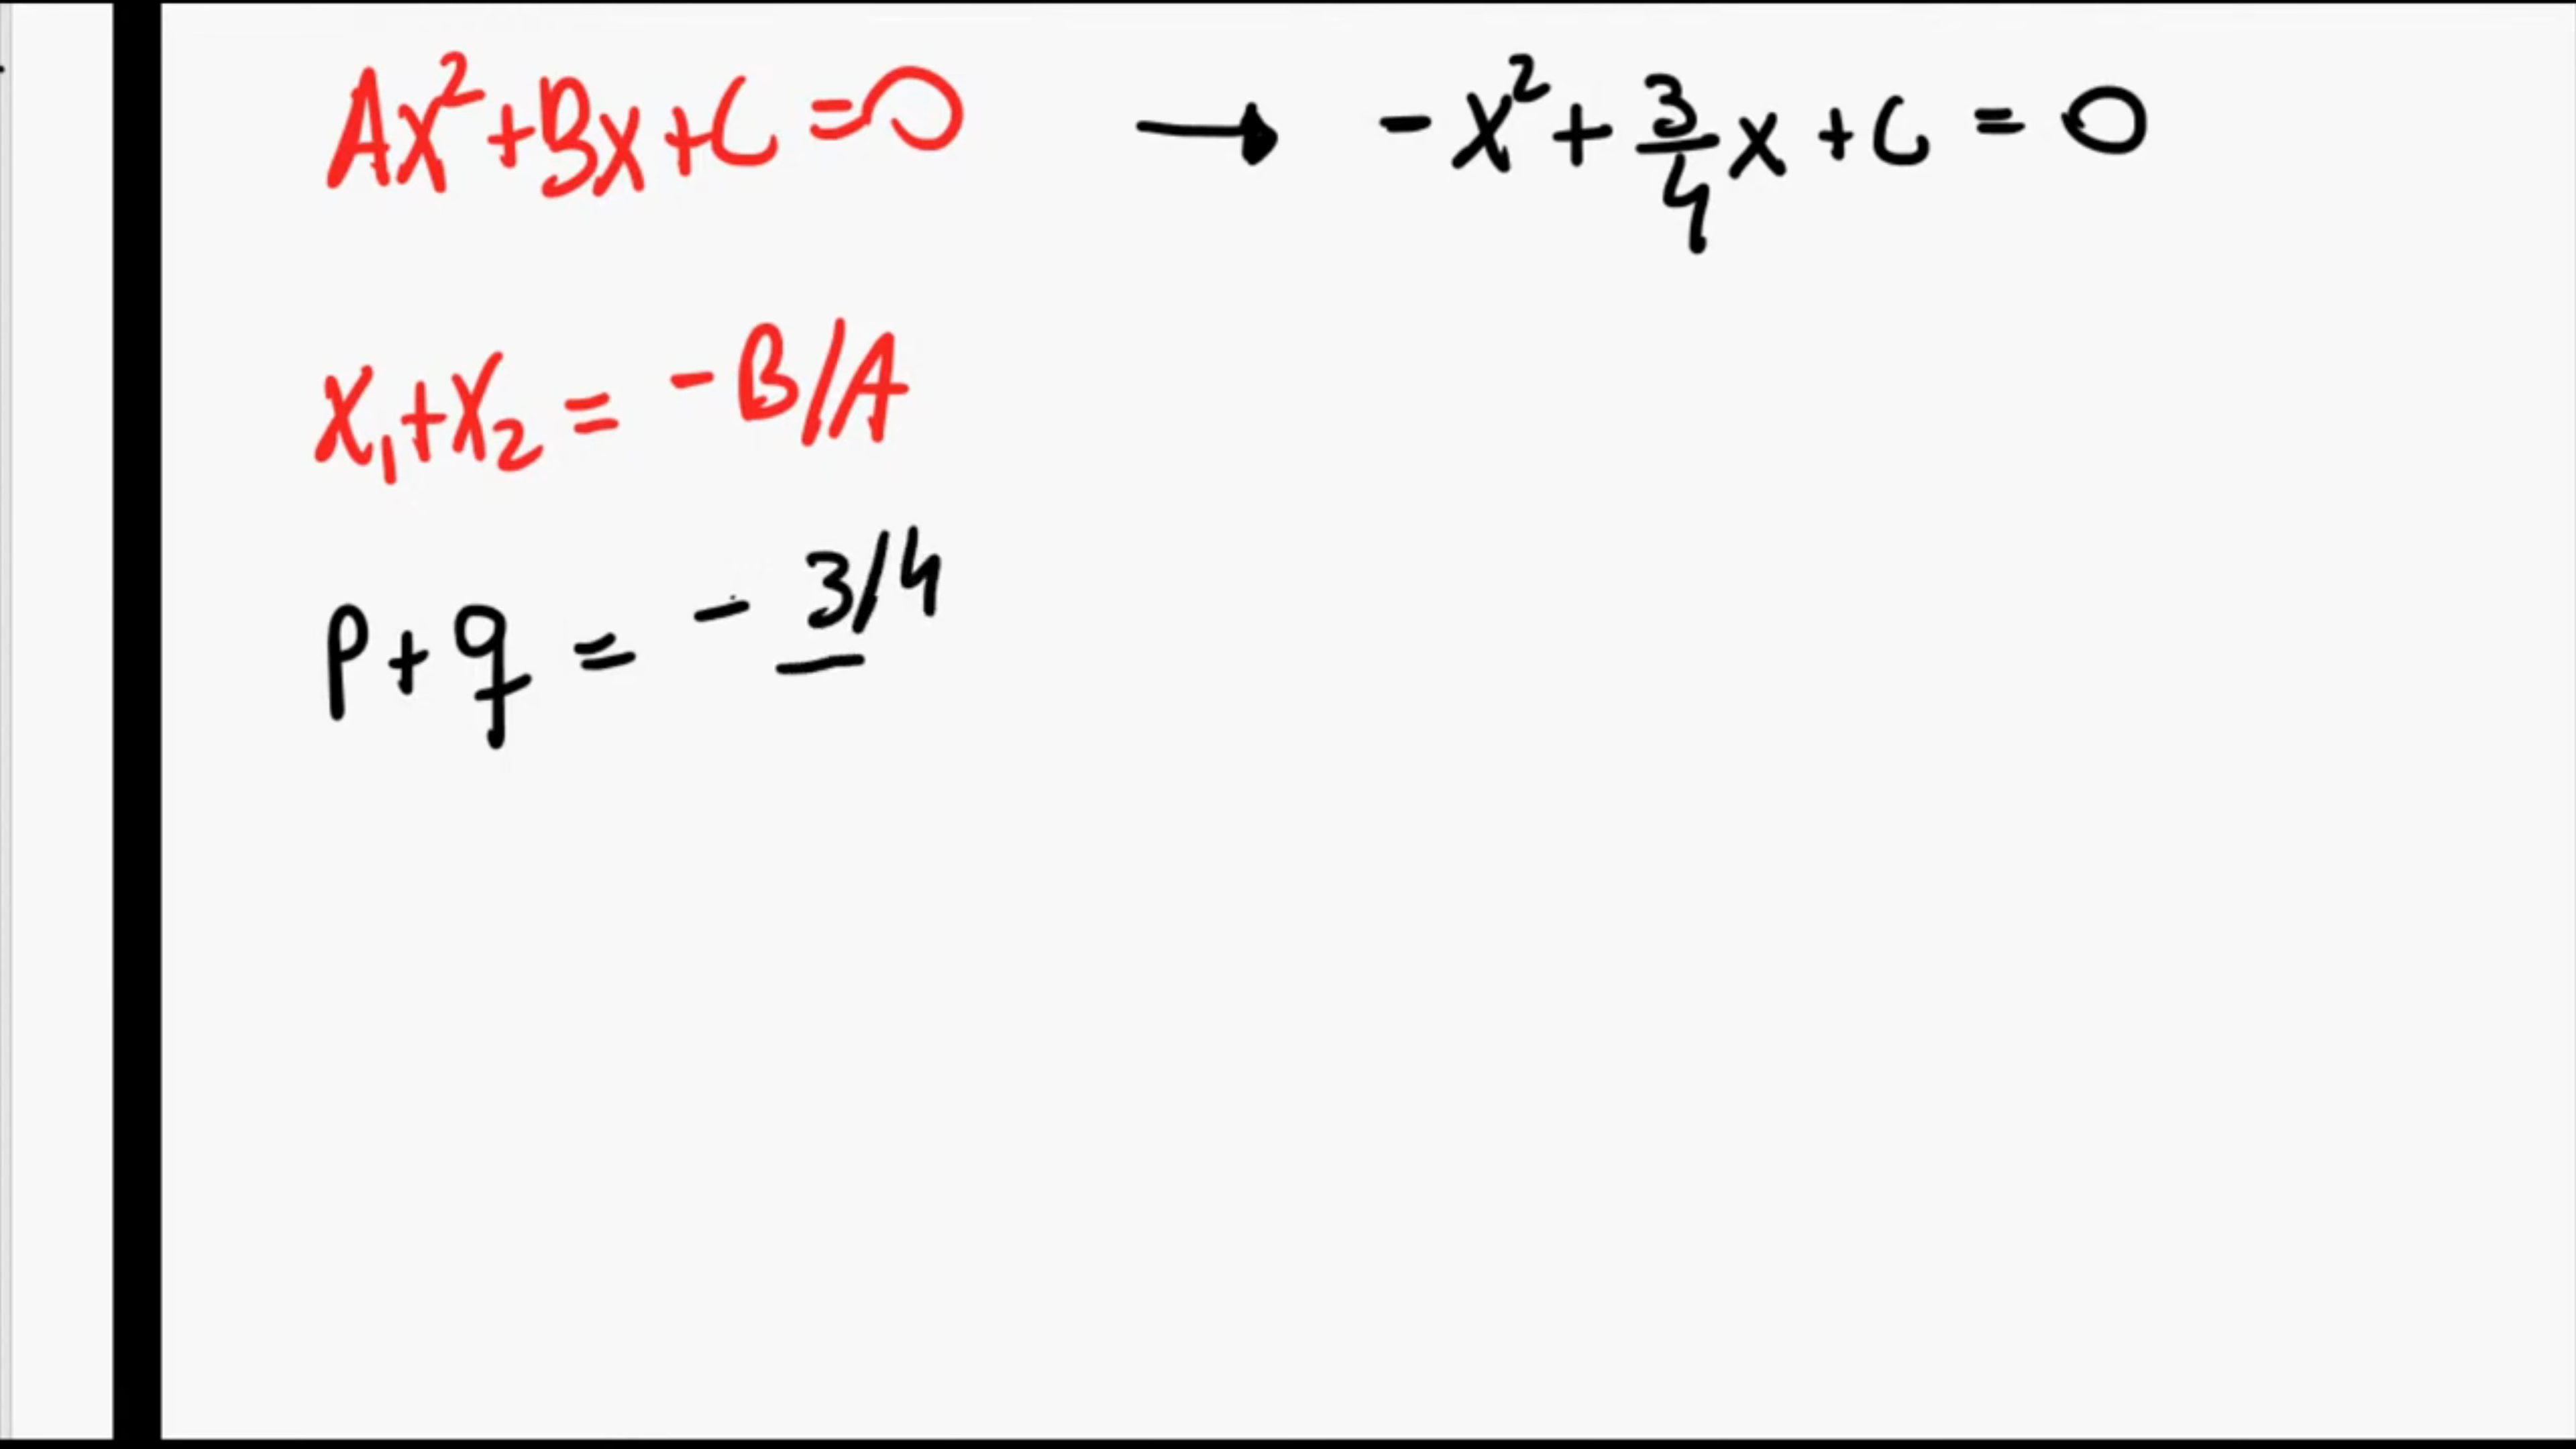 Ax²+Bx+C=0 → -x²+3/4x+C=0
x₁+x₂=-B/A
p+q=-3/4